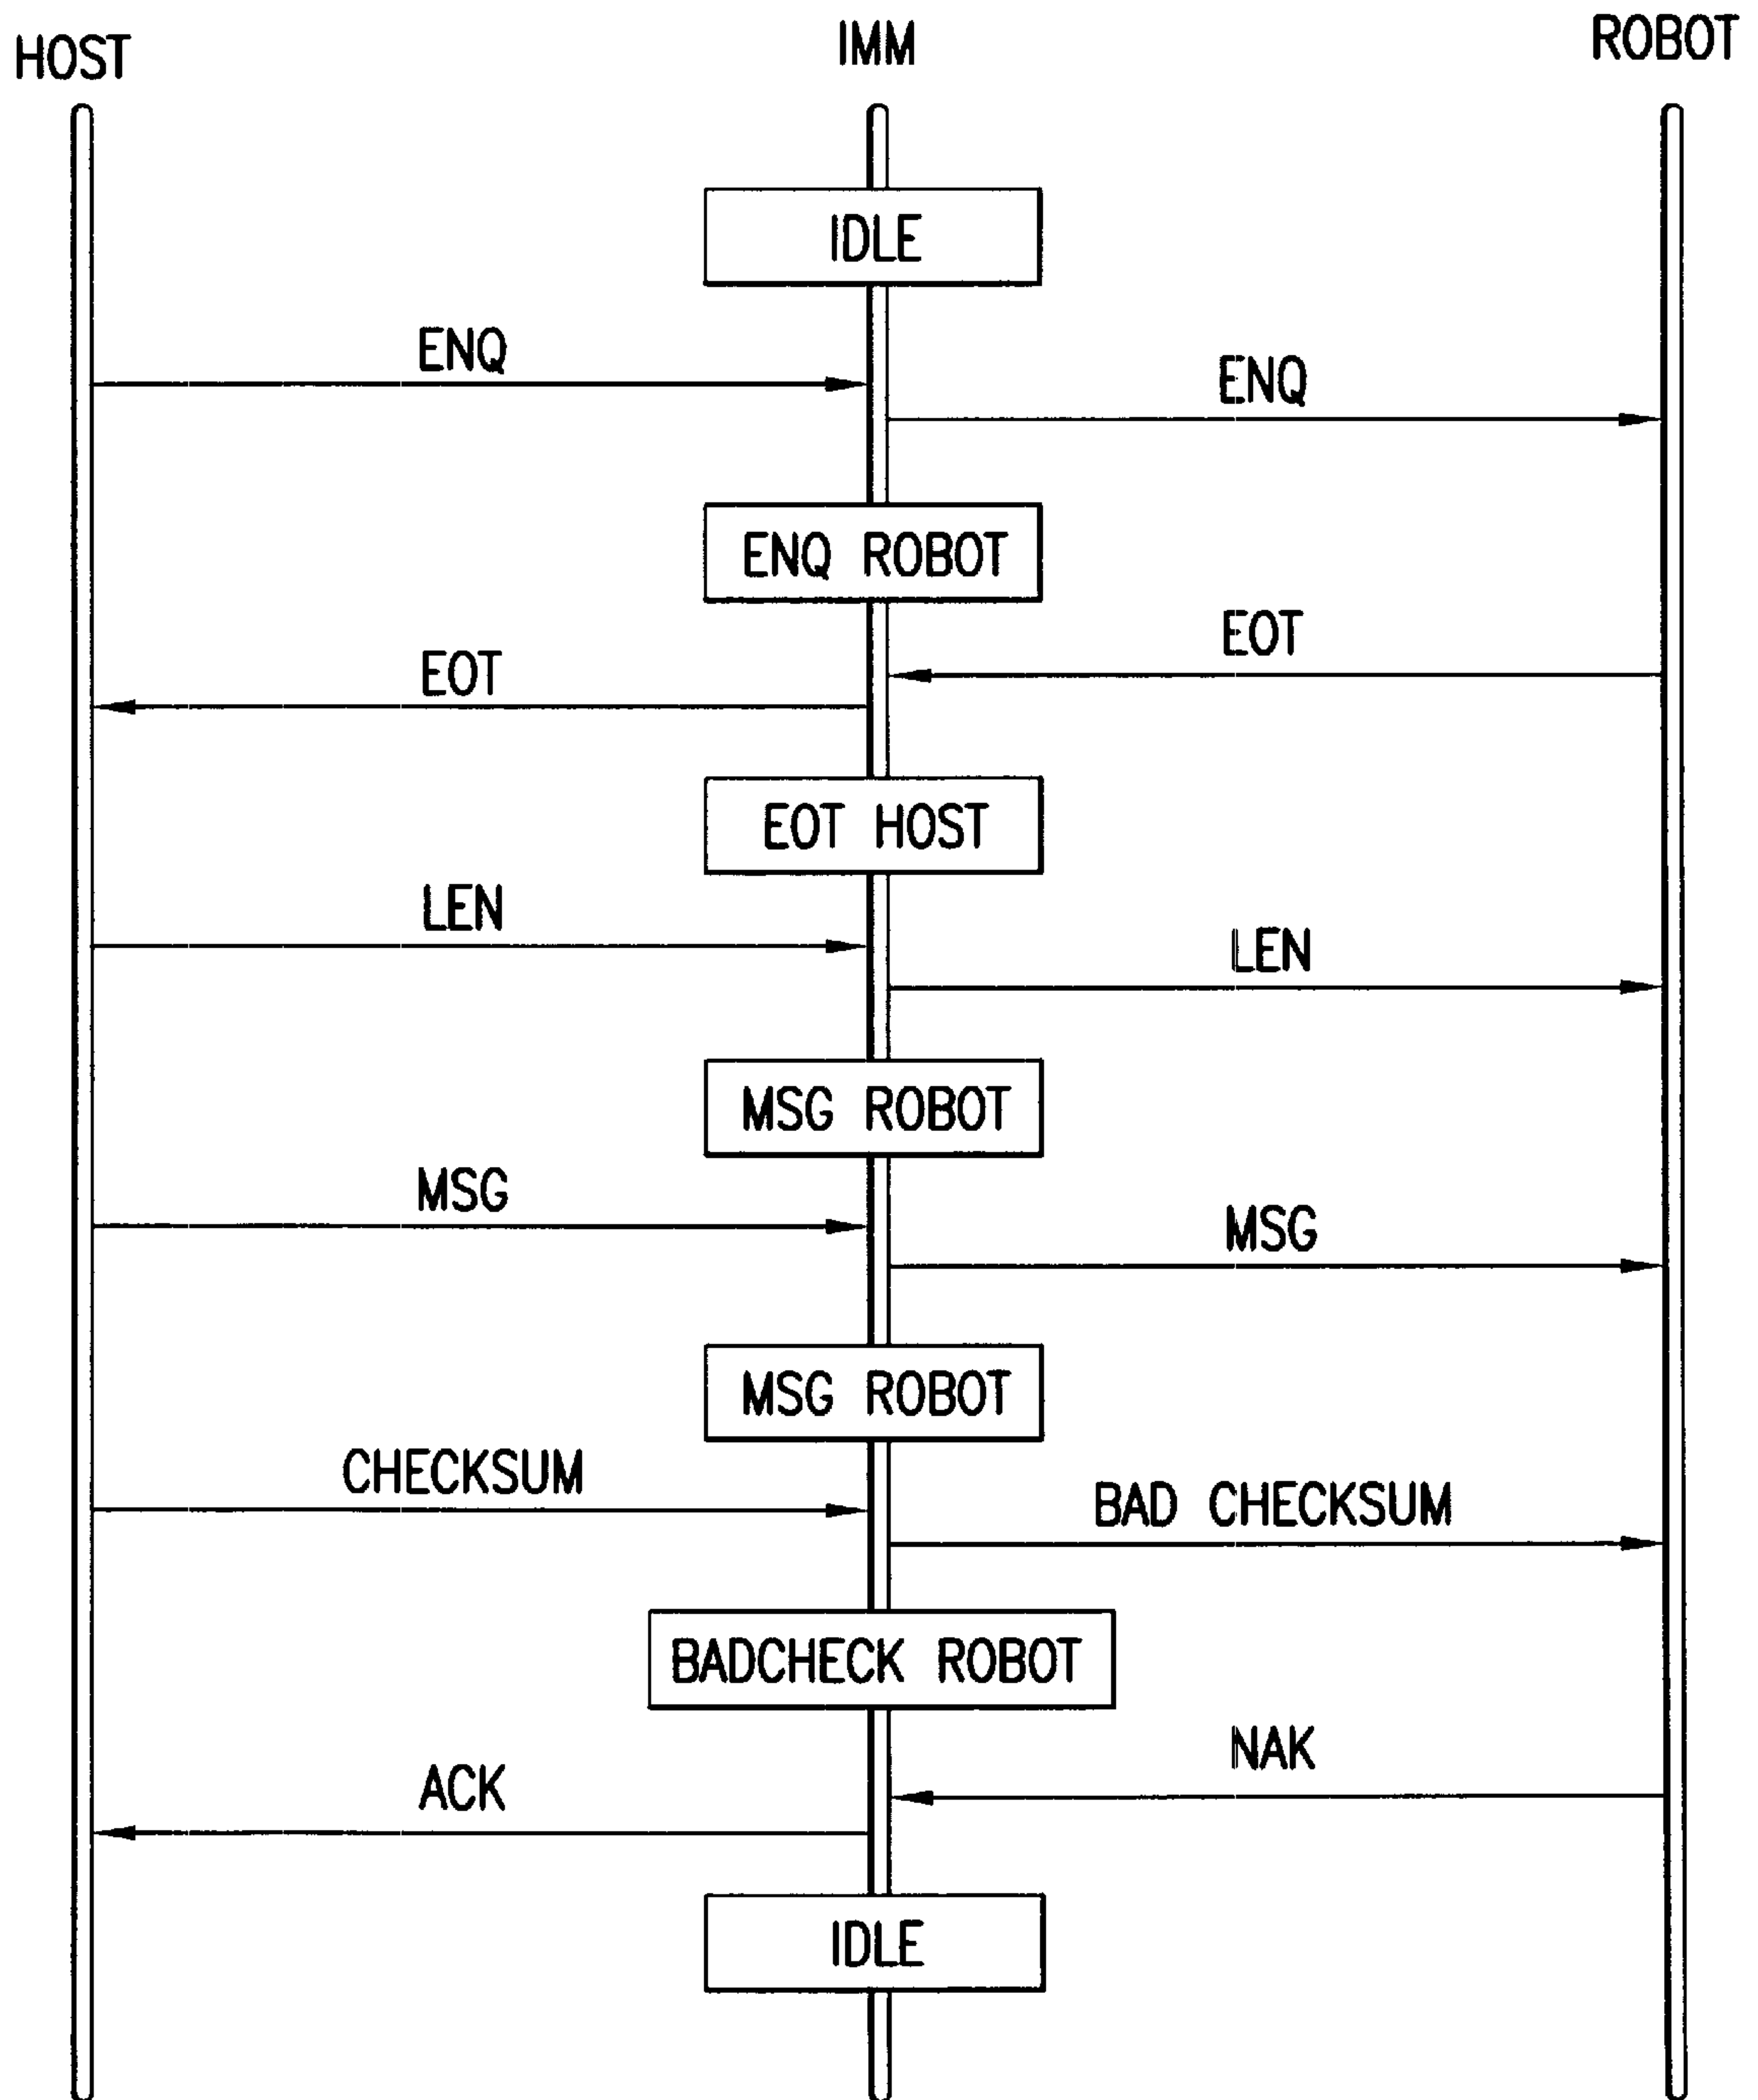 HOST
IMM
ROBOT
IDLE
ENQ
ENQ
ENQ ROBOT
EOT
EOT
EOT HOST
LEN
LEN
MSG ROBOT
MSG
MSG
MSG ROBOT
CHECKSUM
BAD CHECKSUM
BADCHECK ROBOT
NAK
ACK
IDLE